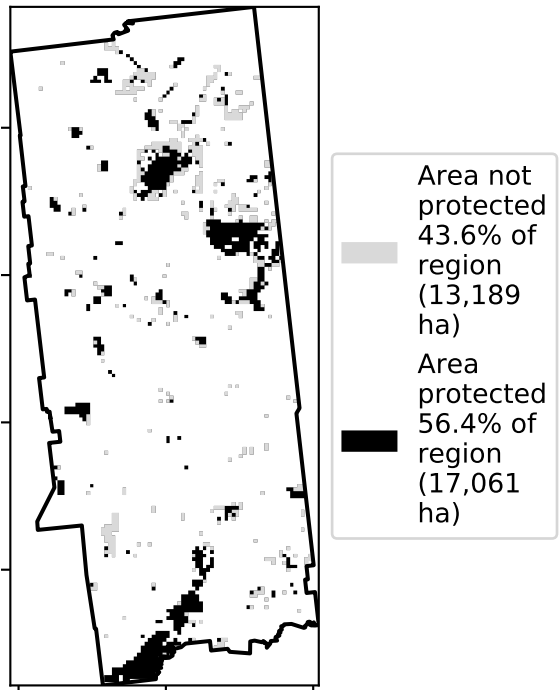 Area not
protected
43.6% of
region
(13,189
ha)
Area
protected
56.4% of
region
(17,061
ha)